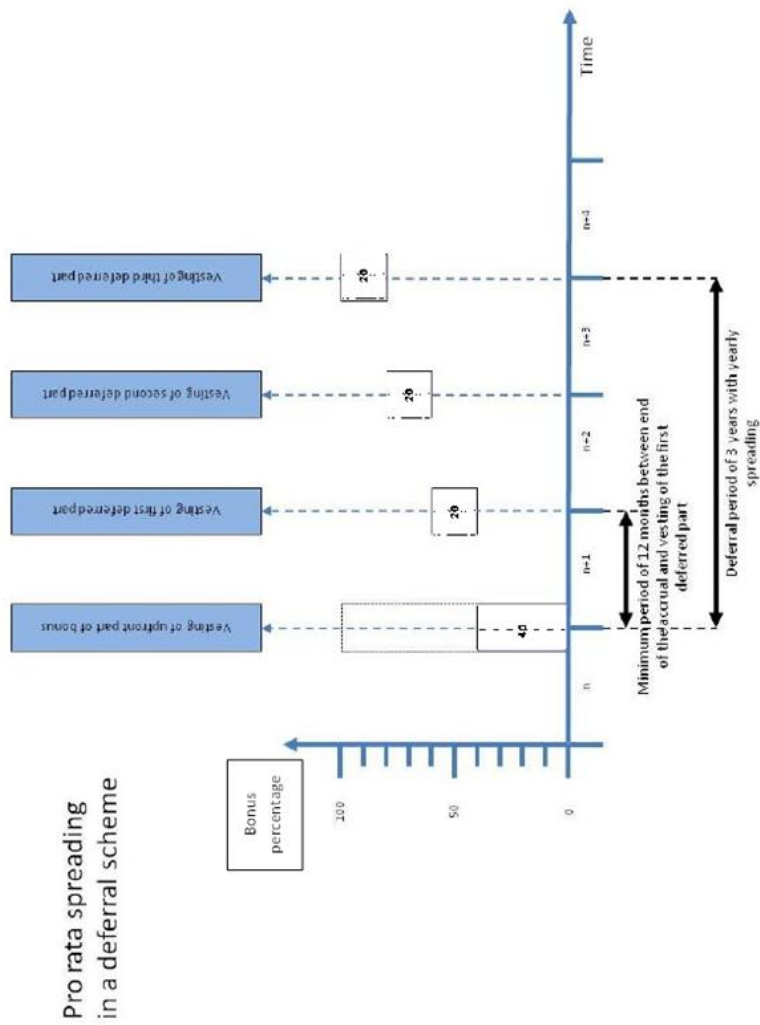 Pro rata spreading
in a deferral scheme
Vesting of upfront part of bonus
Vesting of first deferred part
Vesting of second deferred part
Vesting of third deferred part
Bonus
percentage
100
50
0
40
20
20
20
n
n+1
n+2
n+3
n+4
Time
Minimum period of 12 months between end
of the accrual and vesting of the first
deferred part
Deferral period of 3 years with yearly
spreading